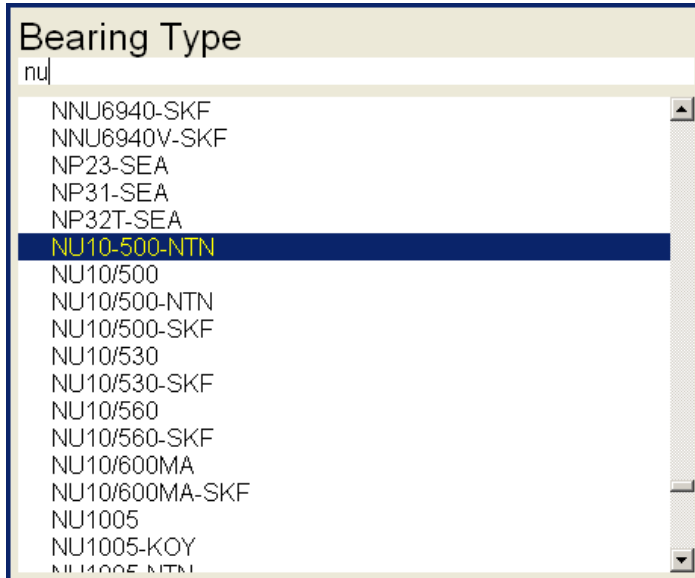 Bearing Type
nu
NNU6940-SKF
NNU6940V-SKF
NP23-SEA
NP31-SEA
NP32T-SEA
NU10-500-NTN
NU10/500
NU10/500-NTN
NU10/500-SKF
NU10/530
NU10/530-SKF
NU10/560
NU10/560-SKF
NU10/600MA
NU10/600MA-SKF
NU1005
NU1005-KOY
NU1005-NTN